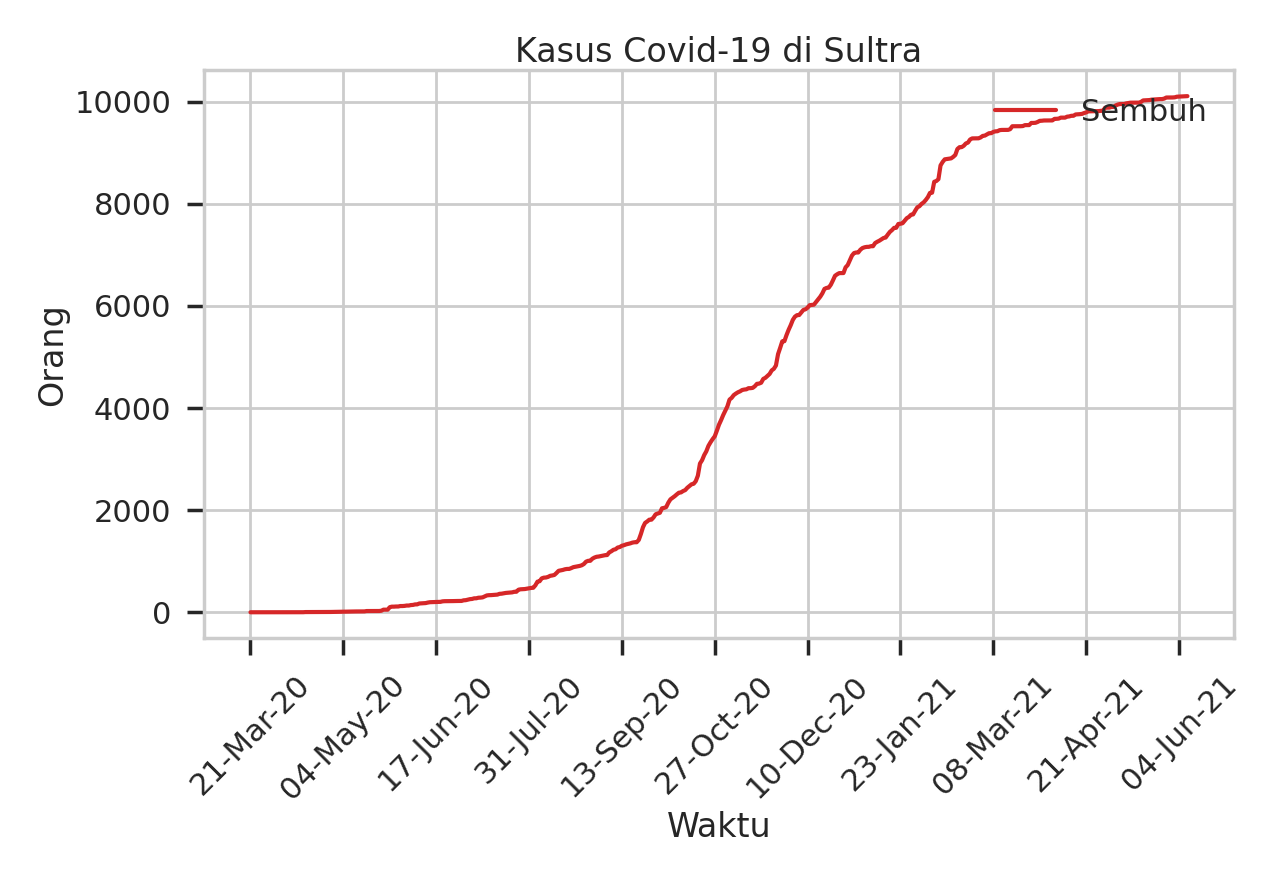 Kasus Covid-19 di Sultra
10000
8000
6000
4000
2000
0
Orang
Sembuh
21-Mar-20
04-May-20
17-Jun-20
31-Jul-20
13-Sep-20
27-Oct-20
10-Dec-20
23-Jan-21
08-Mar-21
21-Apr-21
04-Jun-21
Waktu